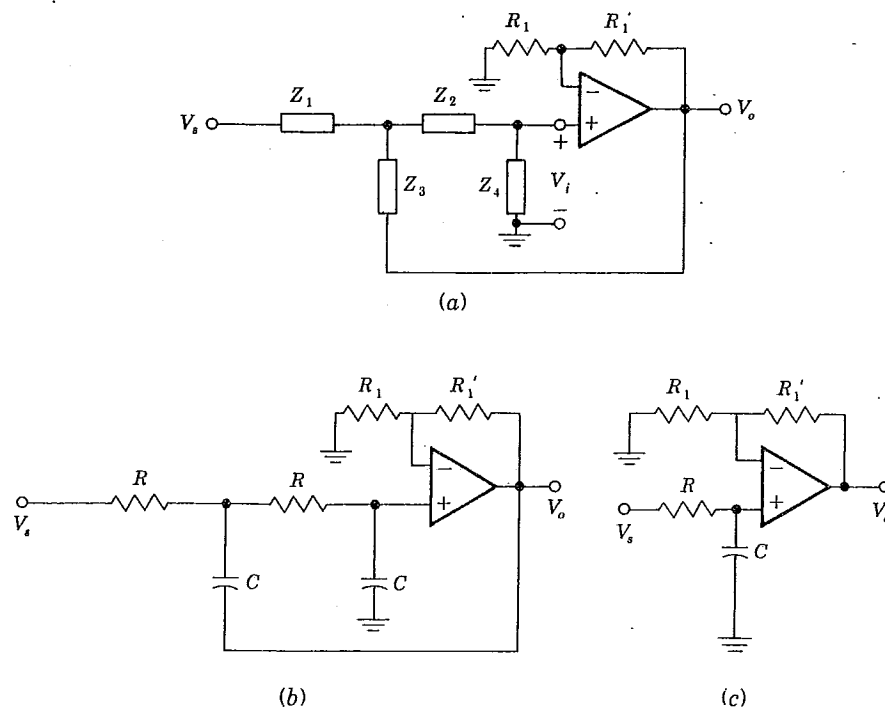 R₁ R₁′
Z₁ Z₂
Vₛ − Vₒ
+
+
Z₃ Z₄ Vᵢ
−
(a)
R₁ R₁′ R₁ R₁′
R R − −
+ R +
Vₛ Vₒ Vₛ
C C C
(b) (c)